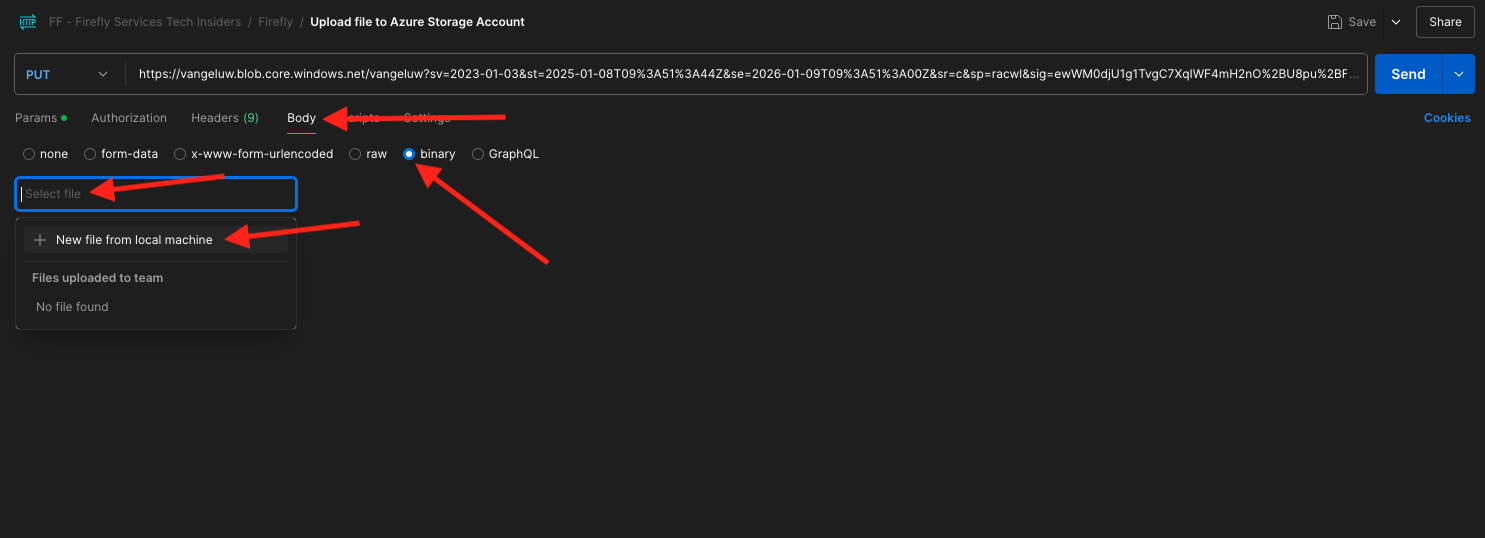 HTTP FF - Firefly Services Tech Insiders / Firefly / Upload file to Azure Storage Account Save Share
PUT https://vangeluw.blob.core.windows.net/vangeluw?sv=2023-01-03&st=2025-01-08T09%3A51%3A44Z&se=2026-01-09T09%3A51%3A00Z&sr=c&sp=racwl&sig=ewWM0djU1g1TvgC7XqlWF4mH2nO%2BU8pu%2BF... Send
Params Authorization Headers (9) Body Scripts Settings Cookies
none form-data x-www-form-urlencoded raw binary GraphQL
Select file
New file from local machine
Files uploaded to team
No file found